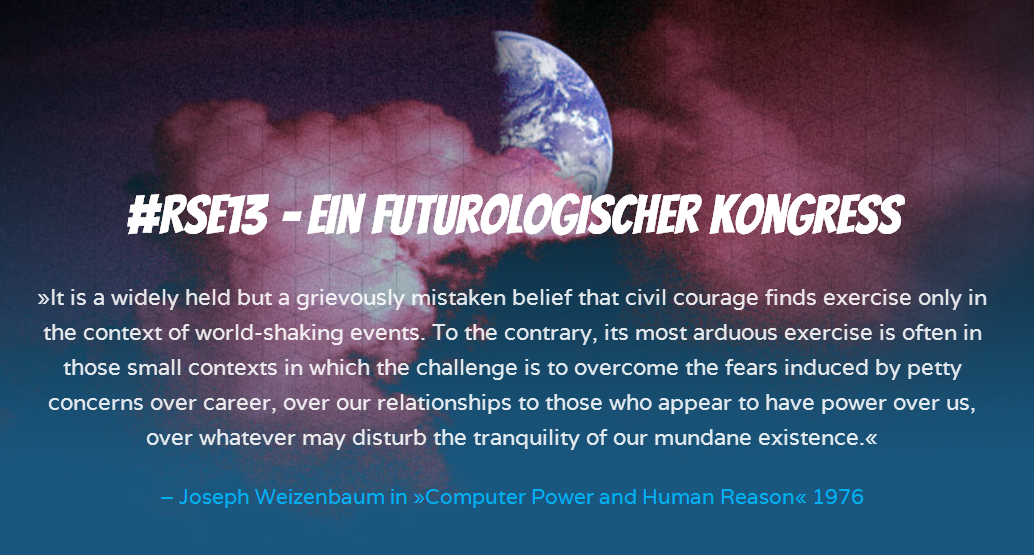 #RSE13 - EIN FUTUROLOGISCHER KONGRESS
»It is a widely held but a grievously mistaken belief that civil courage finds exercise only in
the context of world-shaking events. To the contrary, its most arduous exercise is often in
those small contexts in which the challenge is to overcome the fears induced by petty
concerns over career, over our relationships to those who appear to have power over us,
over whatever may disturb the tranquility of our mundane existence.«
– Joseph Weizenbaum in »Computer Power and Human Reason« 1976